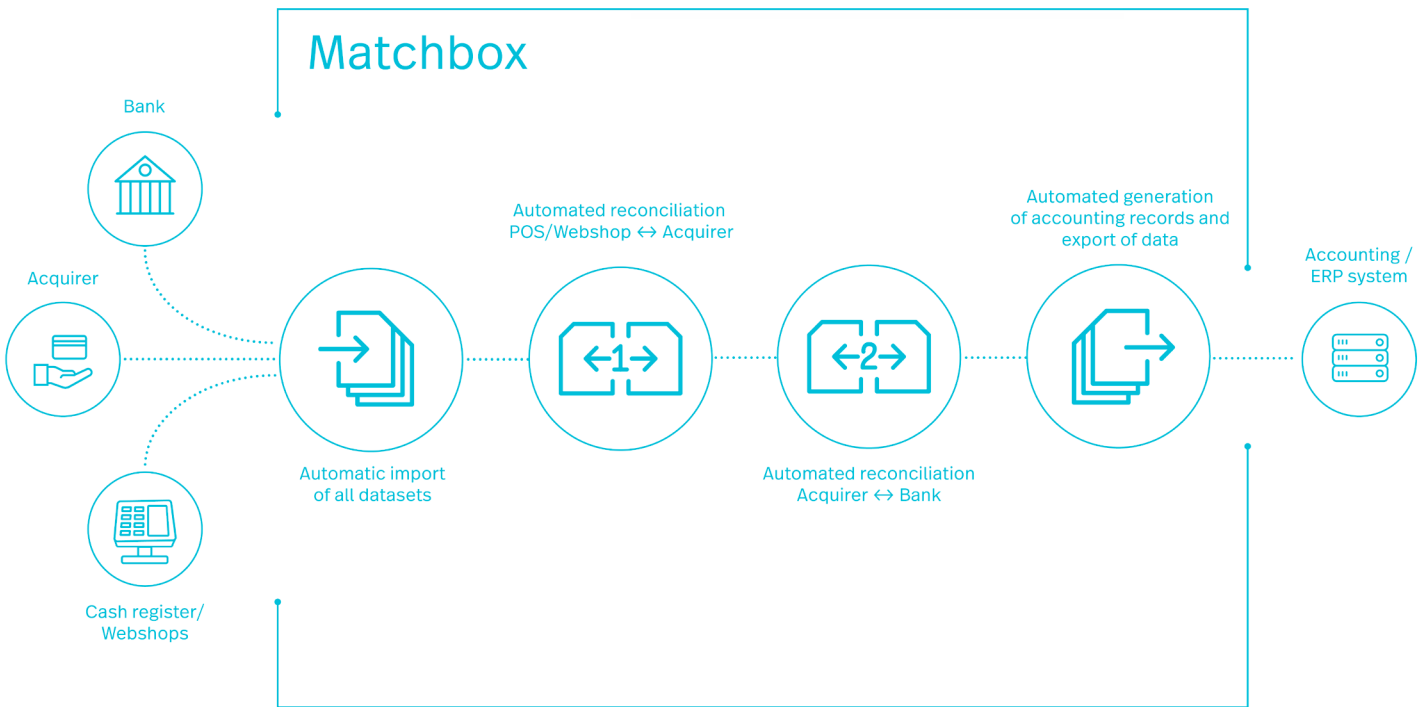 Matchbox
Bank
Acquirer
Cash register/
Webshops
Automatic import
of all datasets
Automated reconciliation
POS/Webshop ↔ Acquirer
1
Automated reconciliation
Acquirer ↔ Bank
2
Automated generation
of accounting records and
export of data
Accounting /
ERP system